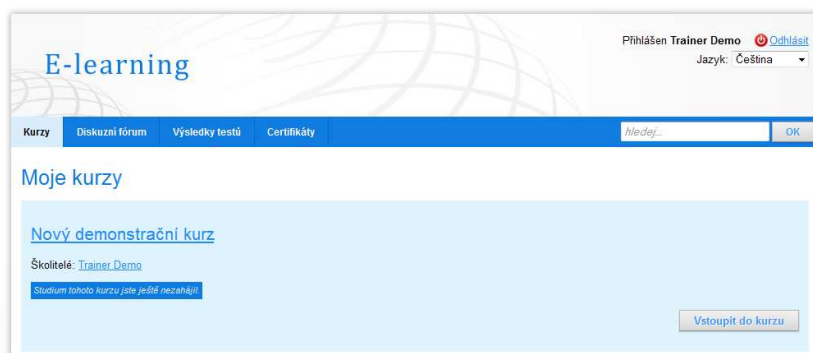 E-learning
Přihlášen Trainer Demo Odhlásit
Jazyk: Čeština
Kurzy Diskuzní fórum Výsledky testů Certifikáty hledej... OK
Moje kurzy
Nový demonstrační kurz
Školitelé: Trainer Demo
Studium tohoto kurzu jste ještě nezahájil.
Vstoupit do kurzu